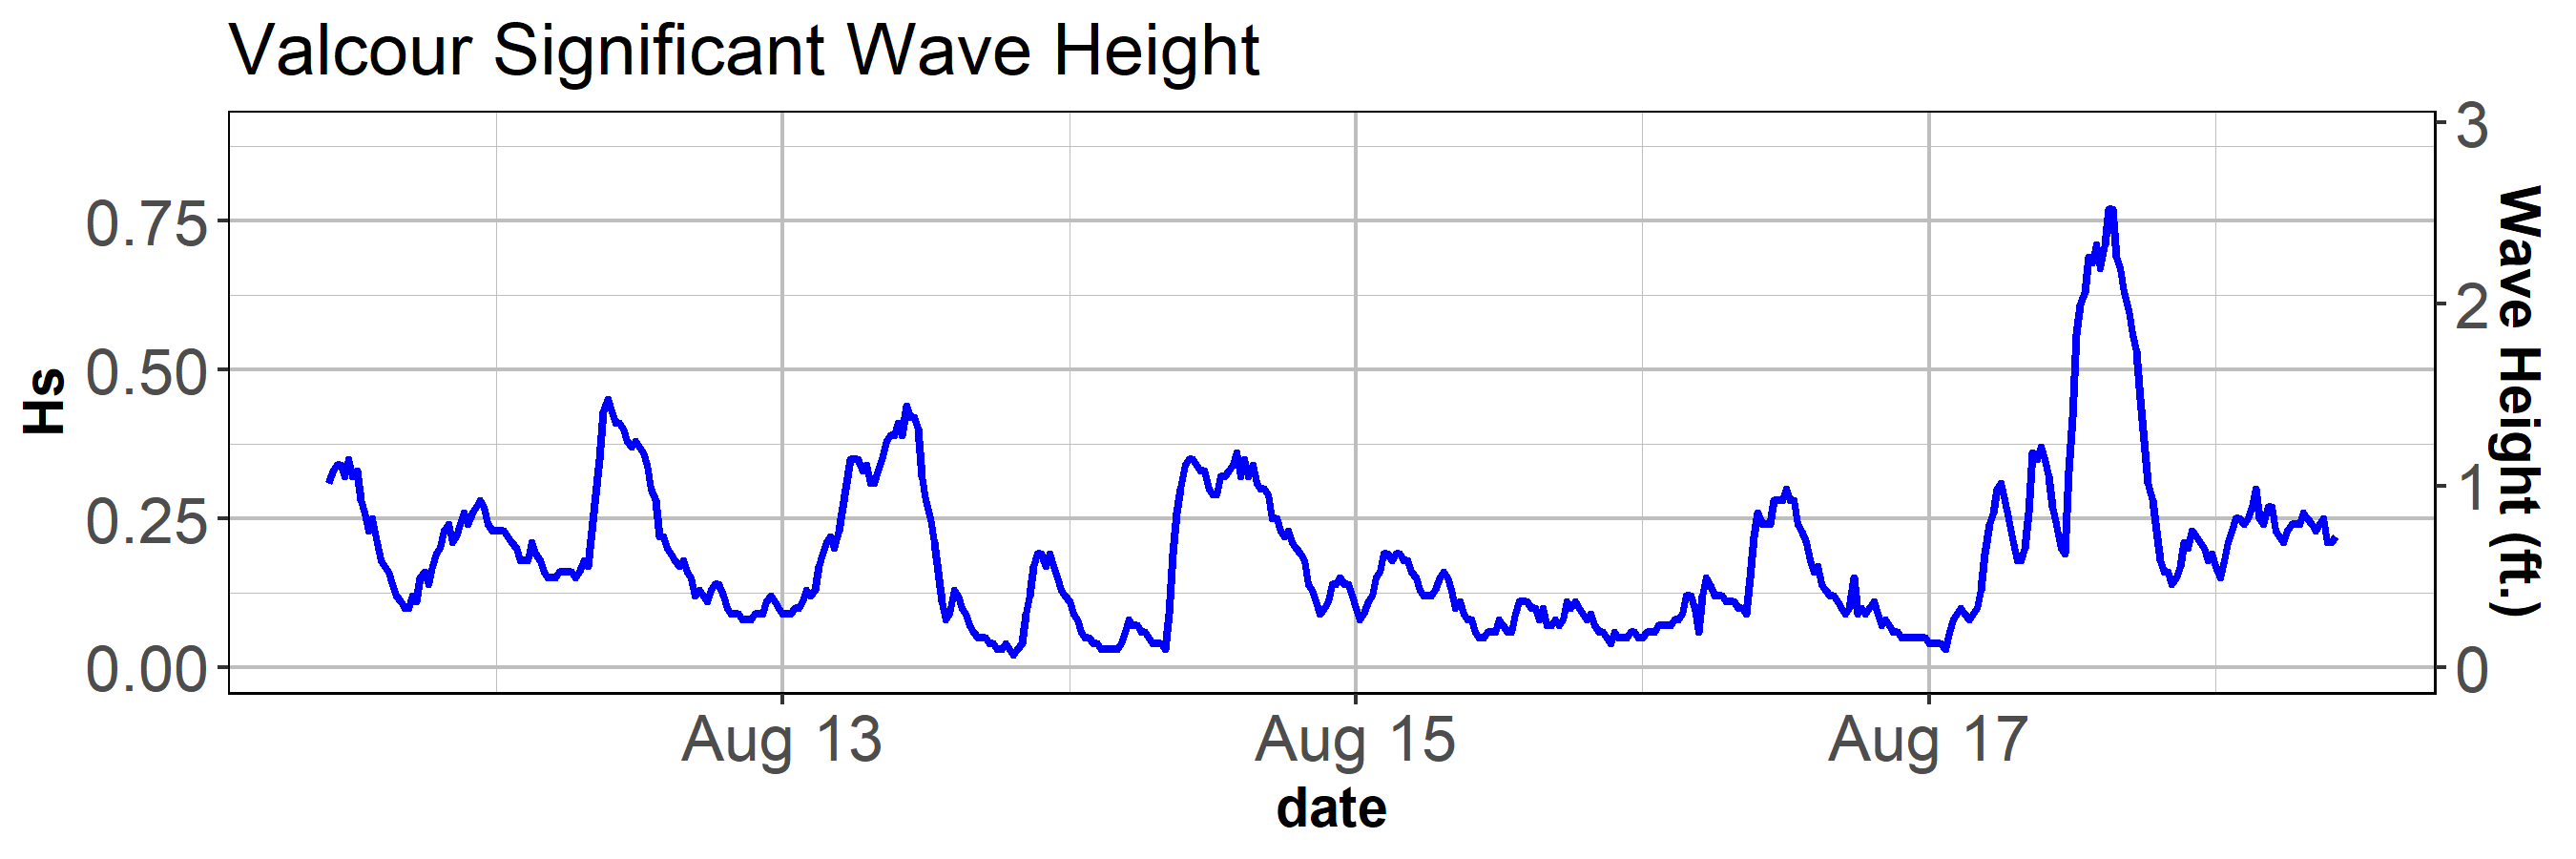 Valcour Significant Wave Height
Hs
0.75
0.50
0.25
0.00
3
2
1
0
Wave Height (ft.)
Aug 13
Aug 15
Aug 17
date